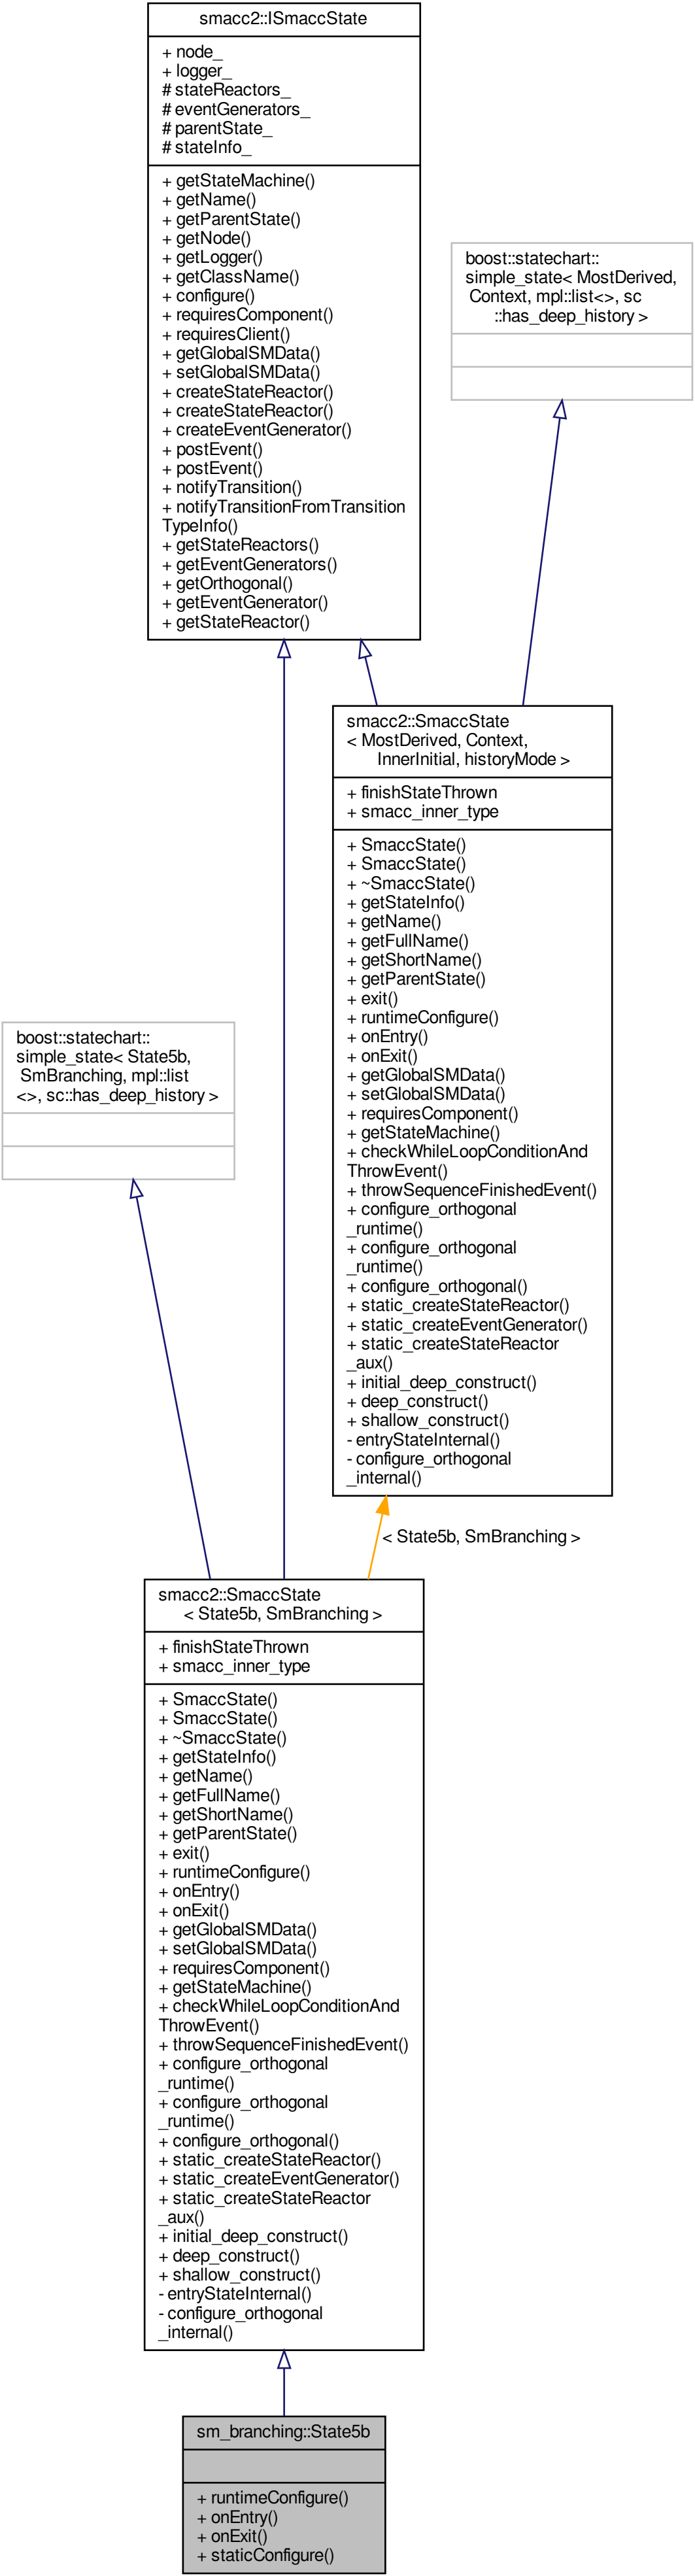 smacc2::ISmaccState
+ node_
+ logger_
# stateReactors_
# eventGenerators_
# parentState_
# stateInfo_
+ getStateMachine()
+ getName()
+ getParentState()
+ getNode()
+ getLogger()
+ getClassName()
+ configure()
+ requiresComponent()
+ requiresClient()
+ getGlobalSMData()
+ setGlobalSMData()
+ createStateReactor()
+ createStateReactor()
+ createEventGenerator()
+ postEvent()
+ postEvent()
+ notifyTransition()
+ notifyTransitionFromTransition
TypeInfo()
+ getStateReactors()
+ getEventGenerators()
+ getOrthogonal()
+ getEventGenerator()
+ getStateReactor()
boost::statechart::
simple_state< MostDerived,
Context, mpl::list<>, sc
::has_deep_history >
smacc2::SmaccState
< MostDerived, Context,
InnerInitial, historyMode >
+ finishStateThrown
+ smacc_inner_type
+ SmaccState()
+ SmaccState()
+ ~SmaccState()
+ getStateInfo()
+ getName()
+ getFullName()
+ getShortName()
+ getParentState()
+ exit()
+ runtimeConfigure()
+ onEntry()
+ onExit()
+ getGlobalSMData()
+ setGlobalSMData()
+ requiresComponent()
+ getStateMachine()
+ checkWhileLoopConditionAnd
ThrowEvent()
+ throwSequenceFinishedEvent()
+ configure_orthogonal
_runtime()
+ configure_orthogonal
_runtime()
+ configure_orthogonal()
+ static_createStateReactor()
+ static_createEventGenerator()
+ static_createStateReactor
_aux()
+ initial_deep_construct()
+ deep_construct()
+ shallow_construct()
- entryStateInternal()
- configure_orthogonal
_internal()
boost::statechart::
simple_state< State5b,
SmBranching, mpl::list
<>, sc::has_deep_history >
< State5b, SmBranching >
smacc2::SmaccState
< State5b, SmBranching >
+ finishStateThrown
+ smacc_inner_type
+ SmaccState()
+ SmaccState()
+ ~SmaccState()
+ getStateInfo()
+ getName()
+ getFullName()
+ getShortName()
+ getParentState()
+ exit()
+ runtimeConfigure()
+ onEntry()
+ onExit()
+ getGlobalSMData()
+ setGlobalSMData()
+ requiresComponent()
+ getStateMachine()
+ checkWhileLoopConditionAnd
ThrowEvent()
+ throwSequenceFinishedEvent()
+ configure_orthogonal
_runtime()
+ configure_orthogonal
_runtime()
+ configure_orthogonal()
+ static_createStateReactor()
+ static_createEventGenerator()
+ static_createStateReactor
_aux()
+ initial_deep_construct()
+ deep_construct()
+ shallow_construct()
- entryStateInternal()
- configure_orthogonal
_internal()
sm_branching::State5b
+ runtimeConfigure()
+ onEntry()
+ onExit()
+ staticConfigure()